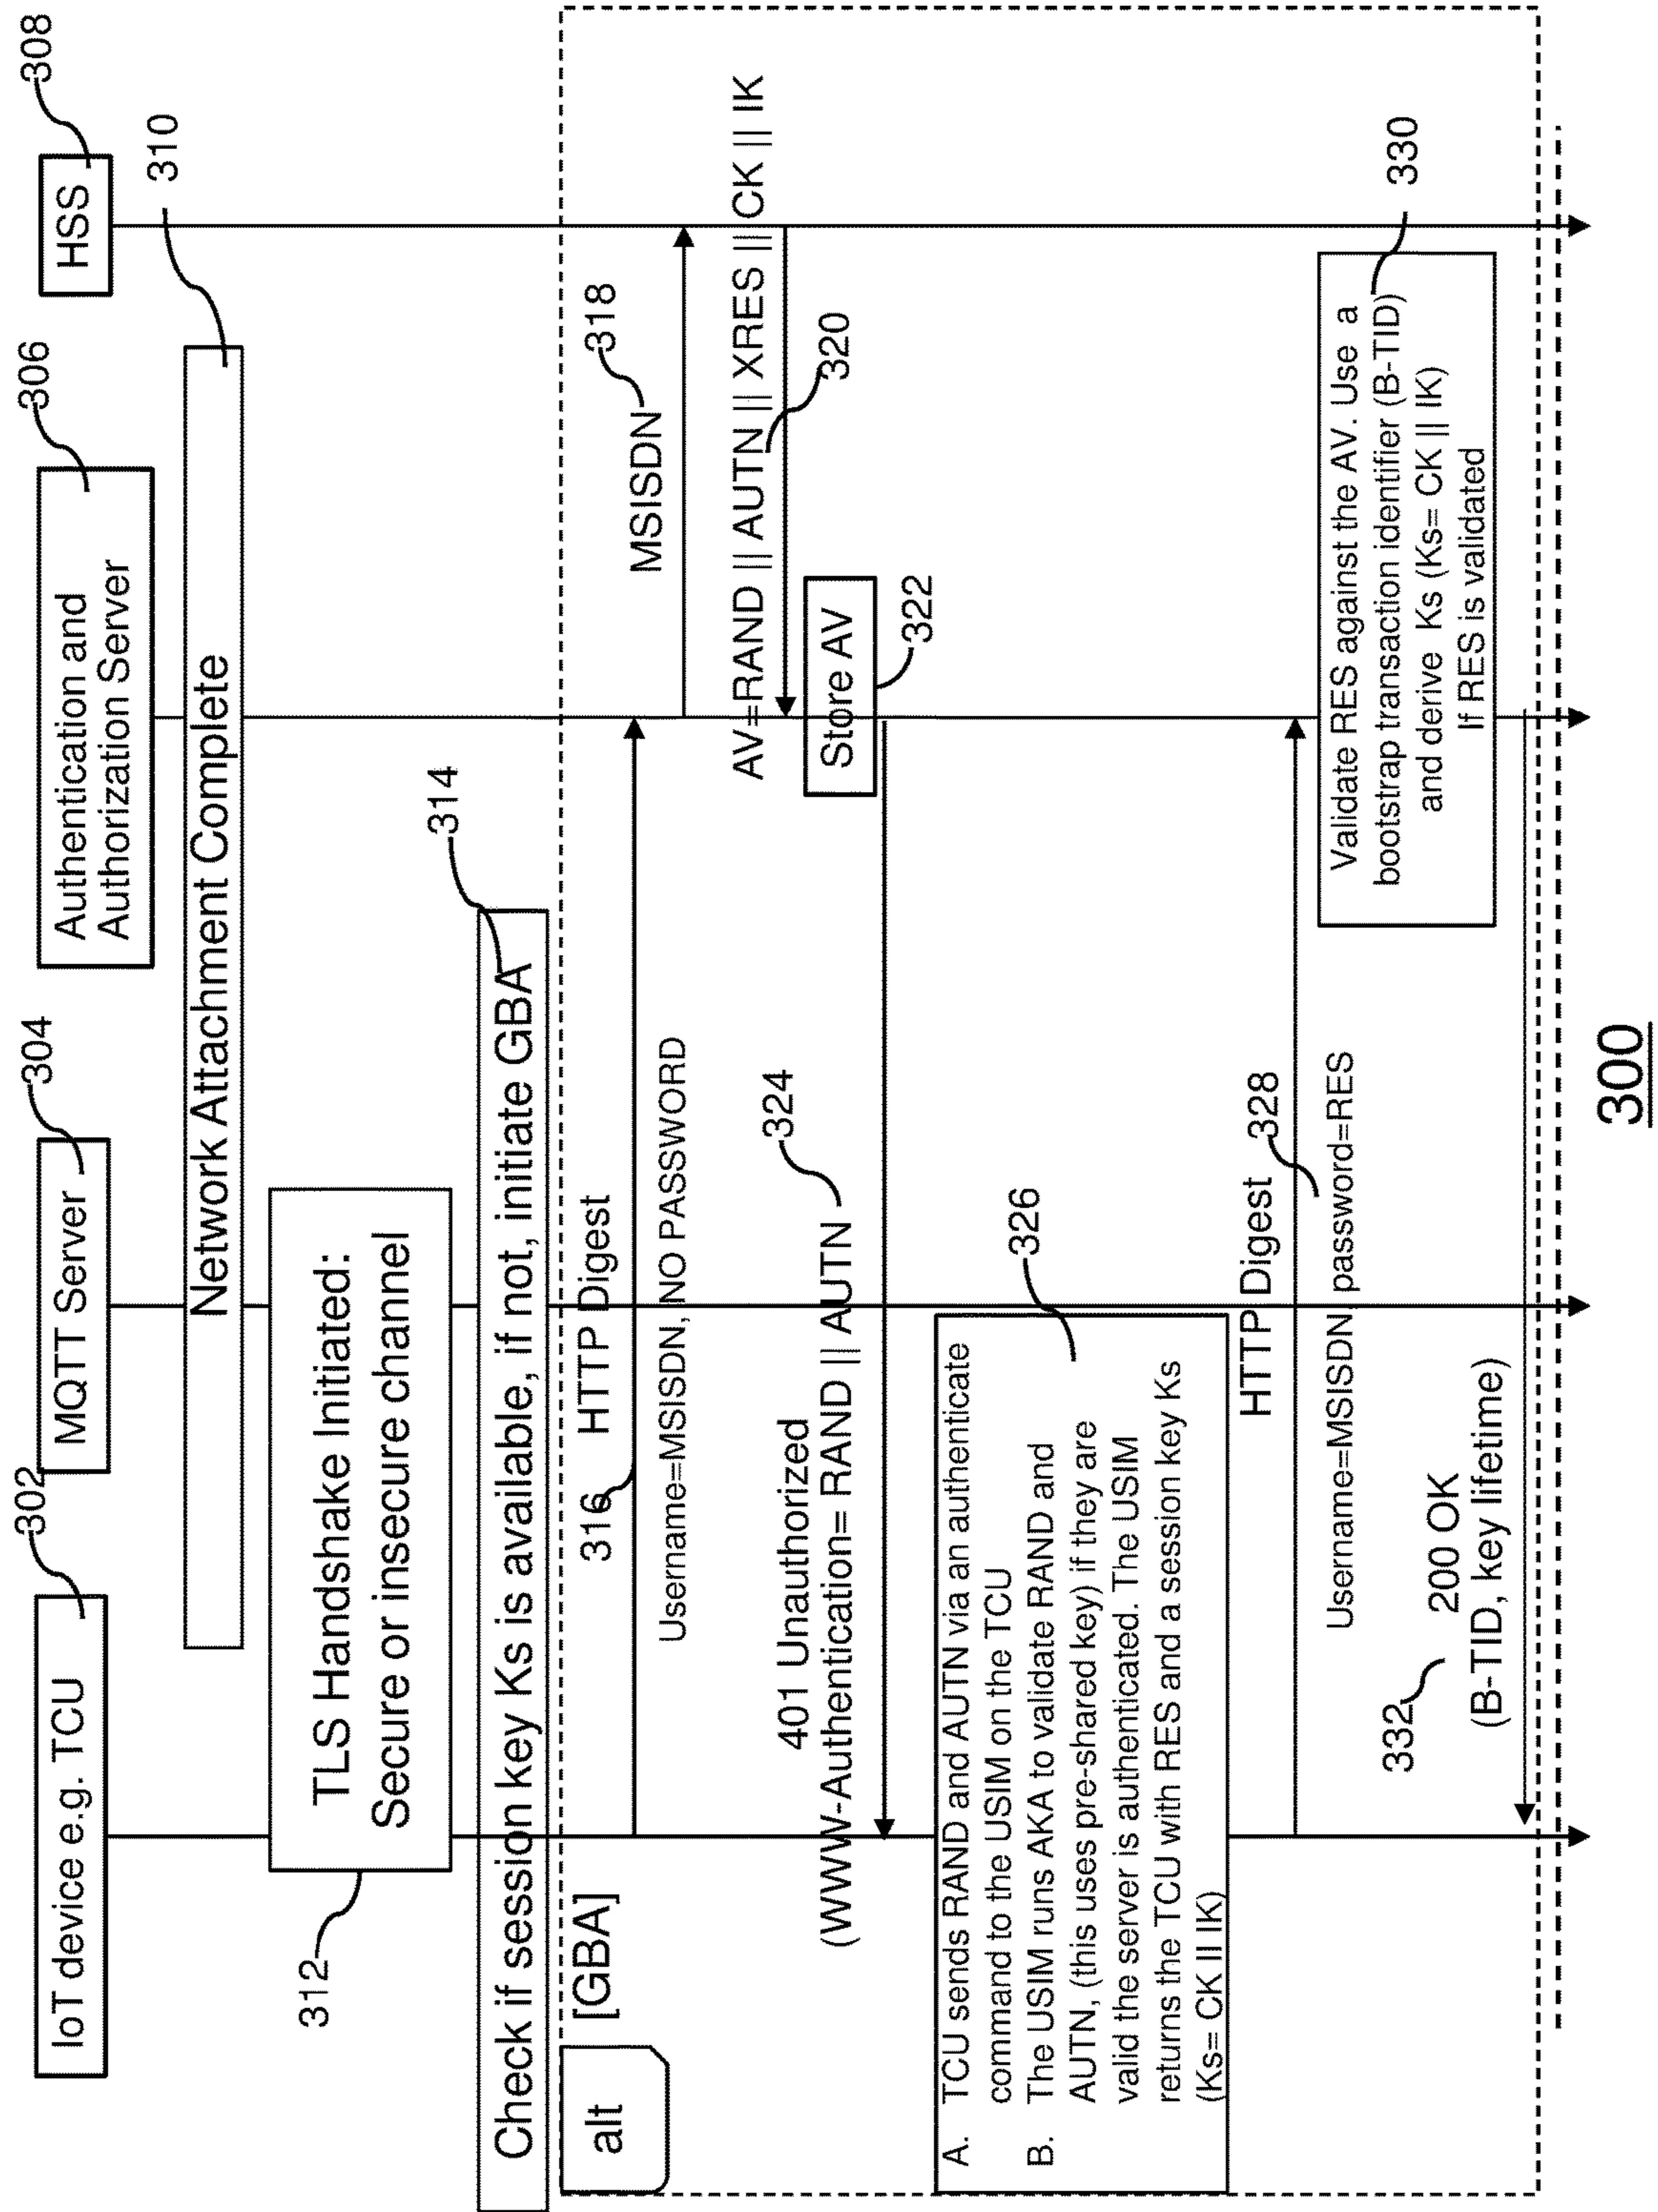 302
304
306
308
IoT device e.g. TCU
MQTT Server
Authentication and
Authorization Server
HSS
310
Network Attachment Complete
TLS Handshake Initiated:
Secure or insecure channel
312
314
Check if session key Ks is available, if not, initiate GBA
alt
[GBA]
316
HTTP Digest
Username=MSISDN, NO PASSWORD
MSISDN
318
AV=RAND || AUTN || XRES || CK || IK
320
Store AV
322
401 Unauthorized
(WWW-Authentication= RAND || AUTN
324
A. TCU sends RAND and AUTN via an authenticate
command to the USIM on the TCU
B. The USIM runs AKA to validate RAND and
AUTN, (this uses pre-shared key) if they are
valid the server is authenticated. The USIM
returns the TCU with RES and a session key Ks
(Ks= CK II IK)
326
HTTP Digest
328
Username=MSISDN, password=RES
Validate RES against the AV. Use a
bootstrap transaction identifier (B-TID)
and derive Ks (Ks= CK || IK)
If RES is validated
330
332
200 OK
(B-TID, key lifetime)
300